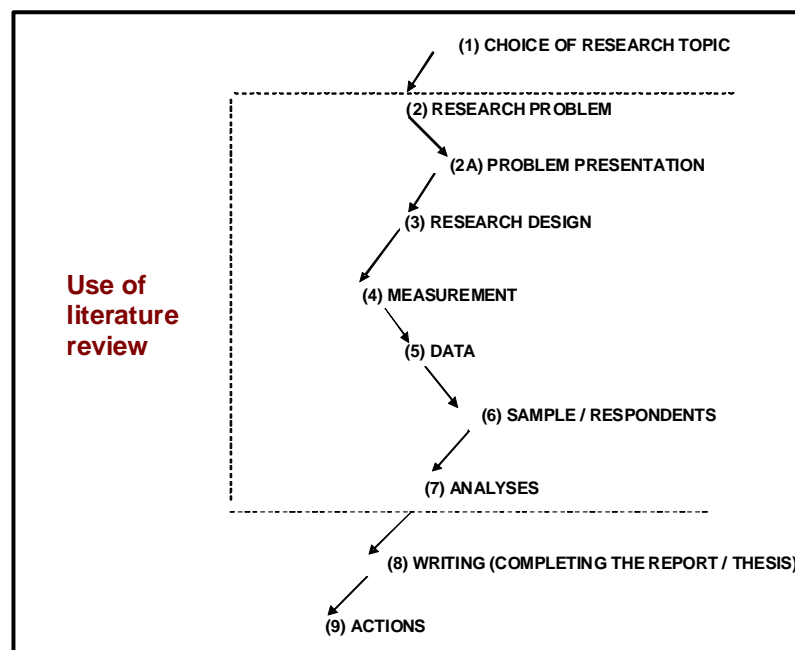 (1) CHOICE OF RESEARCH TOPIC
(2) RESEARCH PROBLEM
(2A) PROBLEM PRESENTATION
(3) RESEARCH DESIGN
Use of
literature
review
(4) MEASUREMENT
(5) DATA
(6) SAMPLE / RESPONDENTS
(7) ANALYSES
(8) WRITING (COMPLETING THE REPORT / THESIS)
(9) ACTIONS